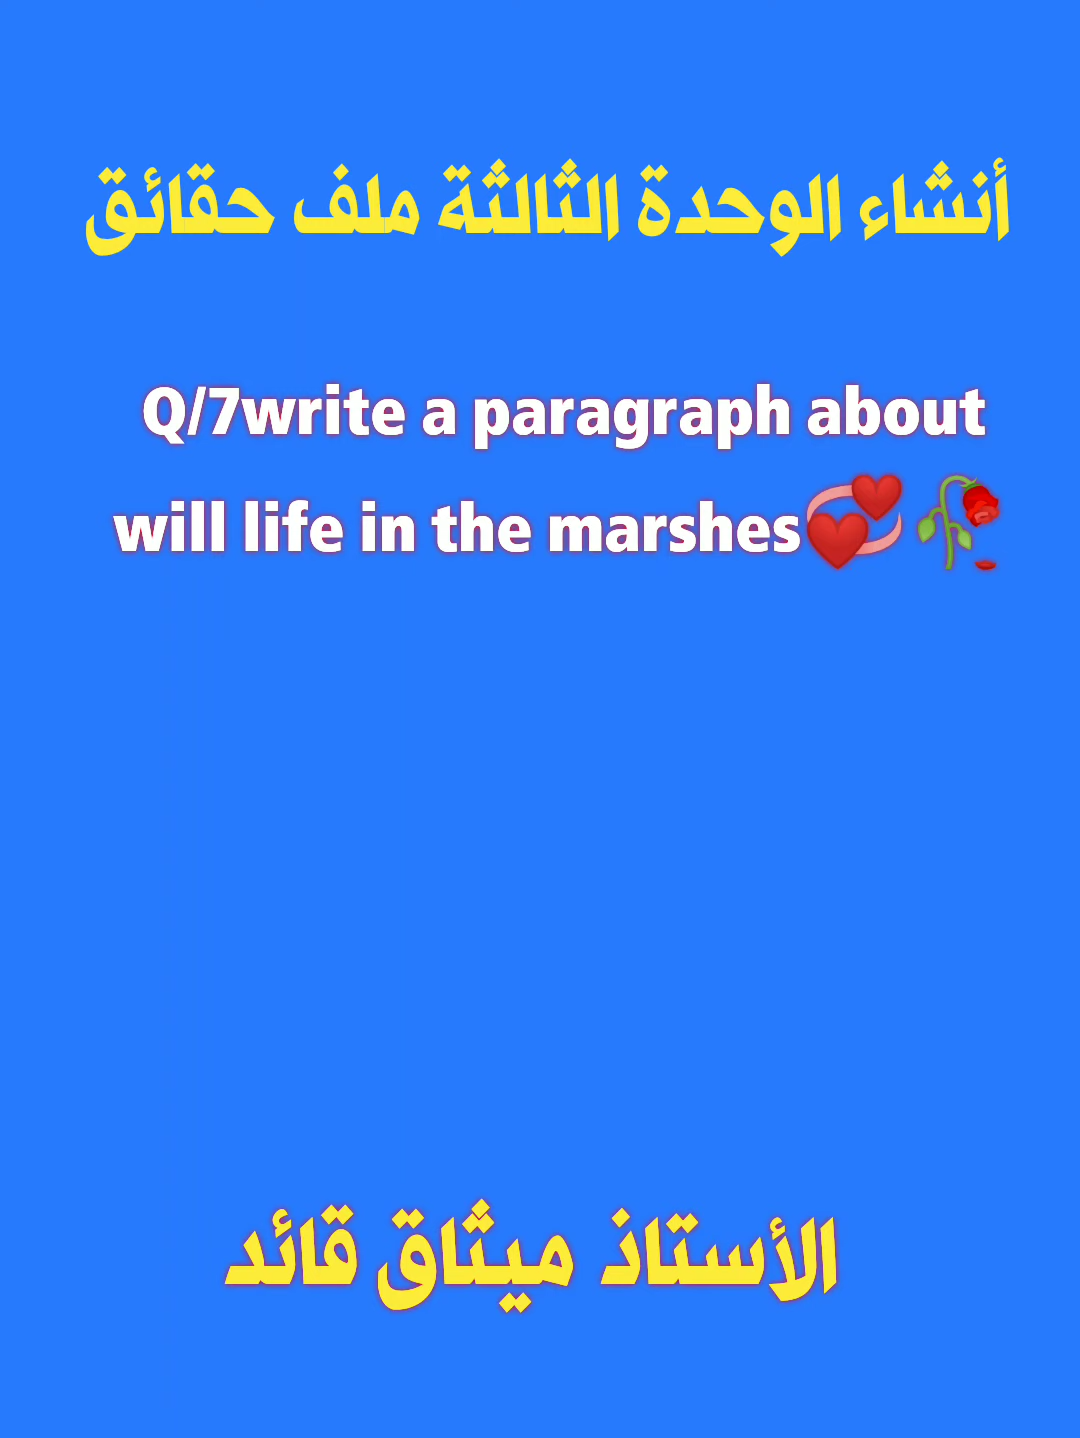 أنشاء الوحدة الثالثة ملف حقائق
Q/7write a paragraph about
will life in the marshes💞🥀
الأستاذ ميثاق قائد